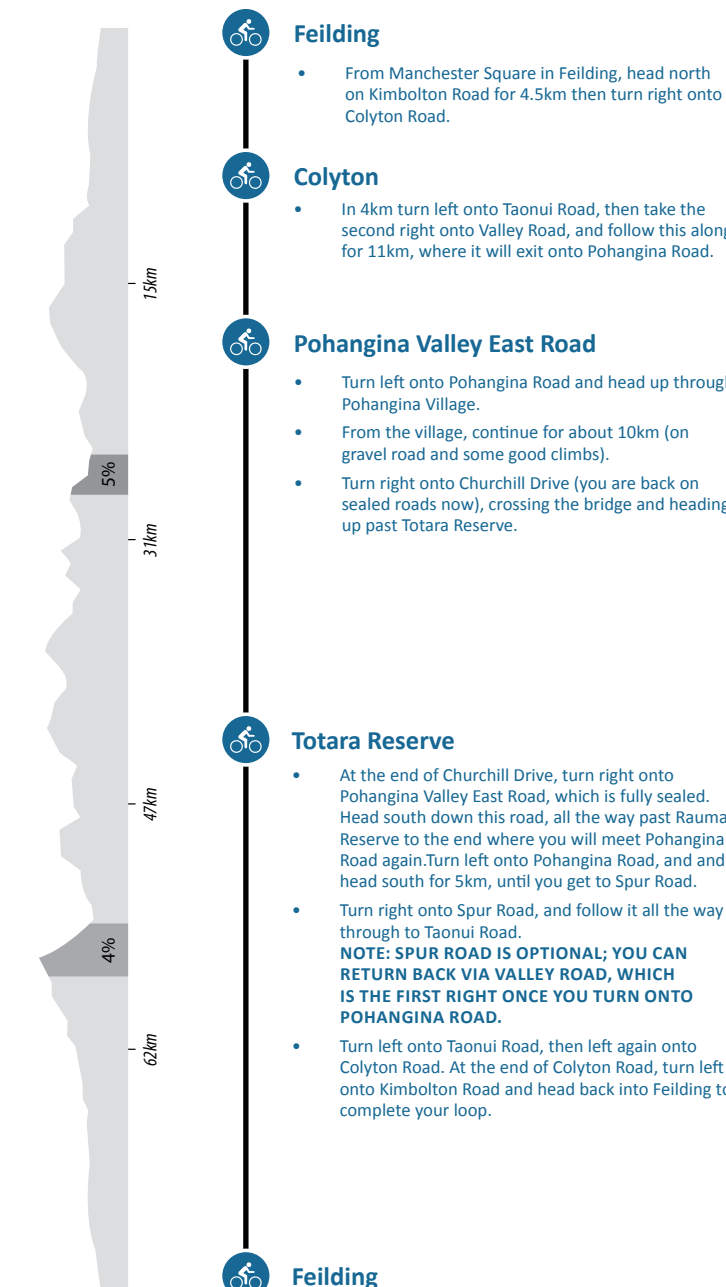 Feilding
• From Manchester Square in Feilding, head north
on Kimbolton Road for 4.5km then turn right onto
Colyton Road.
Colyton
• In 4km turn left onto Taonui Road, then take the
second right onto Valley Road, and follow this along
for 11km, where it will exit onto Pohangina Road.
15km
Pohangina Valley East Road
• Turn left onto Pohangina Road and head up through
Pohangina Village.
• From the village, continue for about 10km (on
gravel road and some good climbs).
• Turn right onto Churchill Drive (you are back on
sealed roads now), crossing the bridge and heading
up past Totara Reserve.
5%
31km
Totara Reserve
• At the end of Churchill Drive, turn right onto
Pohangina Valley East Road, which is fully sealed.
Head south down this road, all the way past Rauma
Reserve to the end where you will meet Pohangina
Road again.Turn left onto Pohangina Road, and and
head south for 5km, until you get to Spur Road.
• Turn right onto Spur Road, and follow it all the way
through to Taonui Road.
NOTE: SPUR ROAD IS OPTIONAL; YOU CAN
RETURN BACK VIA VALLEY ROAD, WHICH
IS THE FIRST RIGHT ONCE YOU TURN ONTO
POHANGINA ROAD.
• Turn left onto Taonui Road, then left again onto
Colyton Road. At the end of Colyton Road, turn left
onto Kimbolton Road and head back into Feilding to
complete your loop.
47km
4%
62km
Feilding